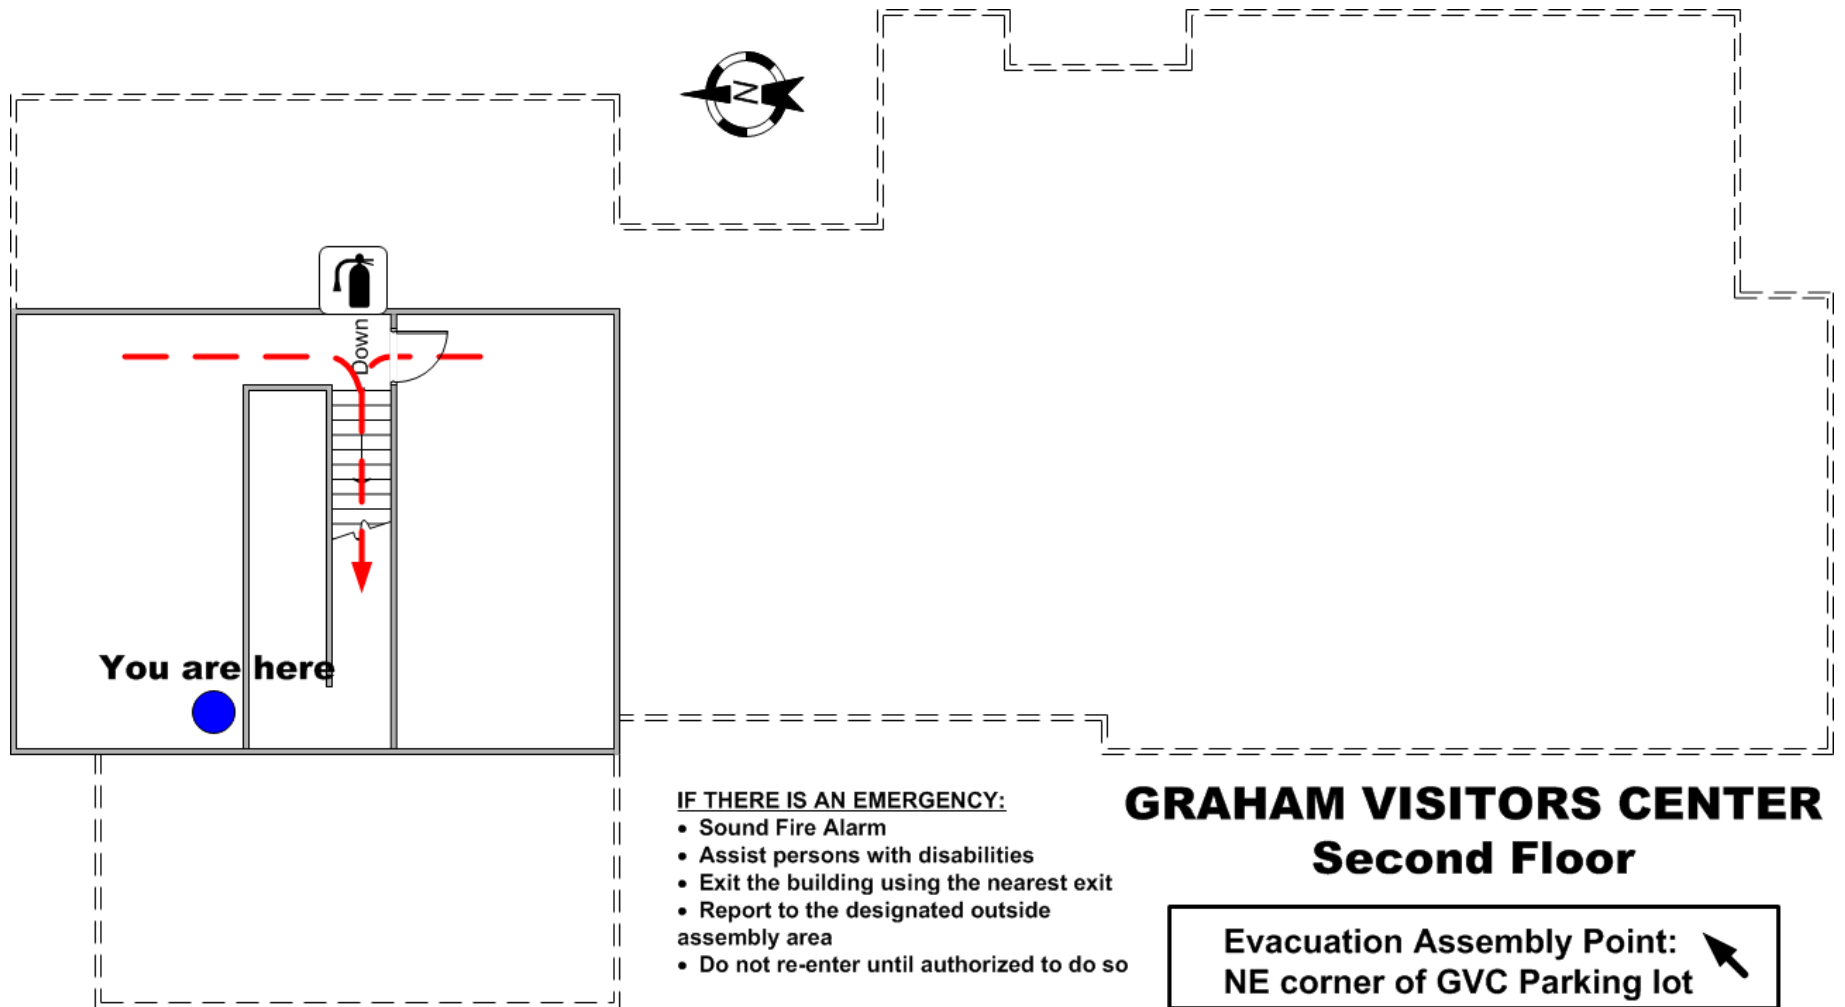 N
Down
You are here
IF THERE IS AN EMERGENCY:
• Sound Fire Alarm
• Assist persons with disabilities
• Exit the building using the nearest exit
• Report to the designated outside
assembly area
• Do not re-enter until authorized to do so
GRAHAM VISITORS CENTER
Second Floor
Evacuation Assembly Point:
NE corner of GVC Parking lot